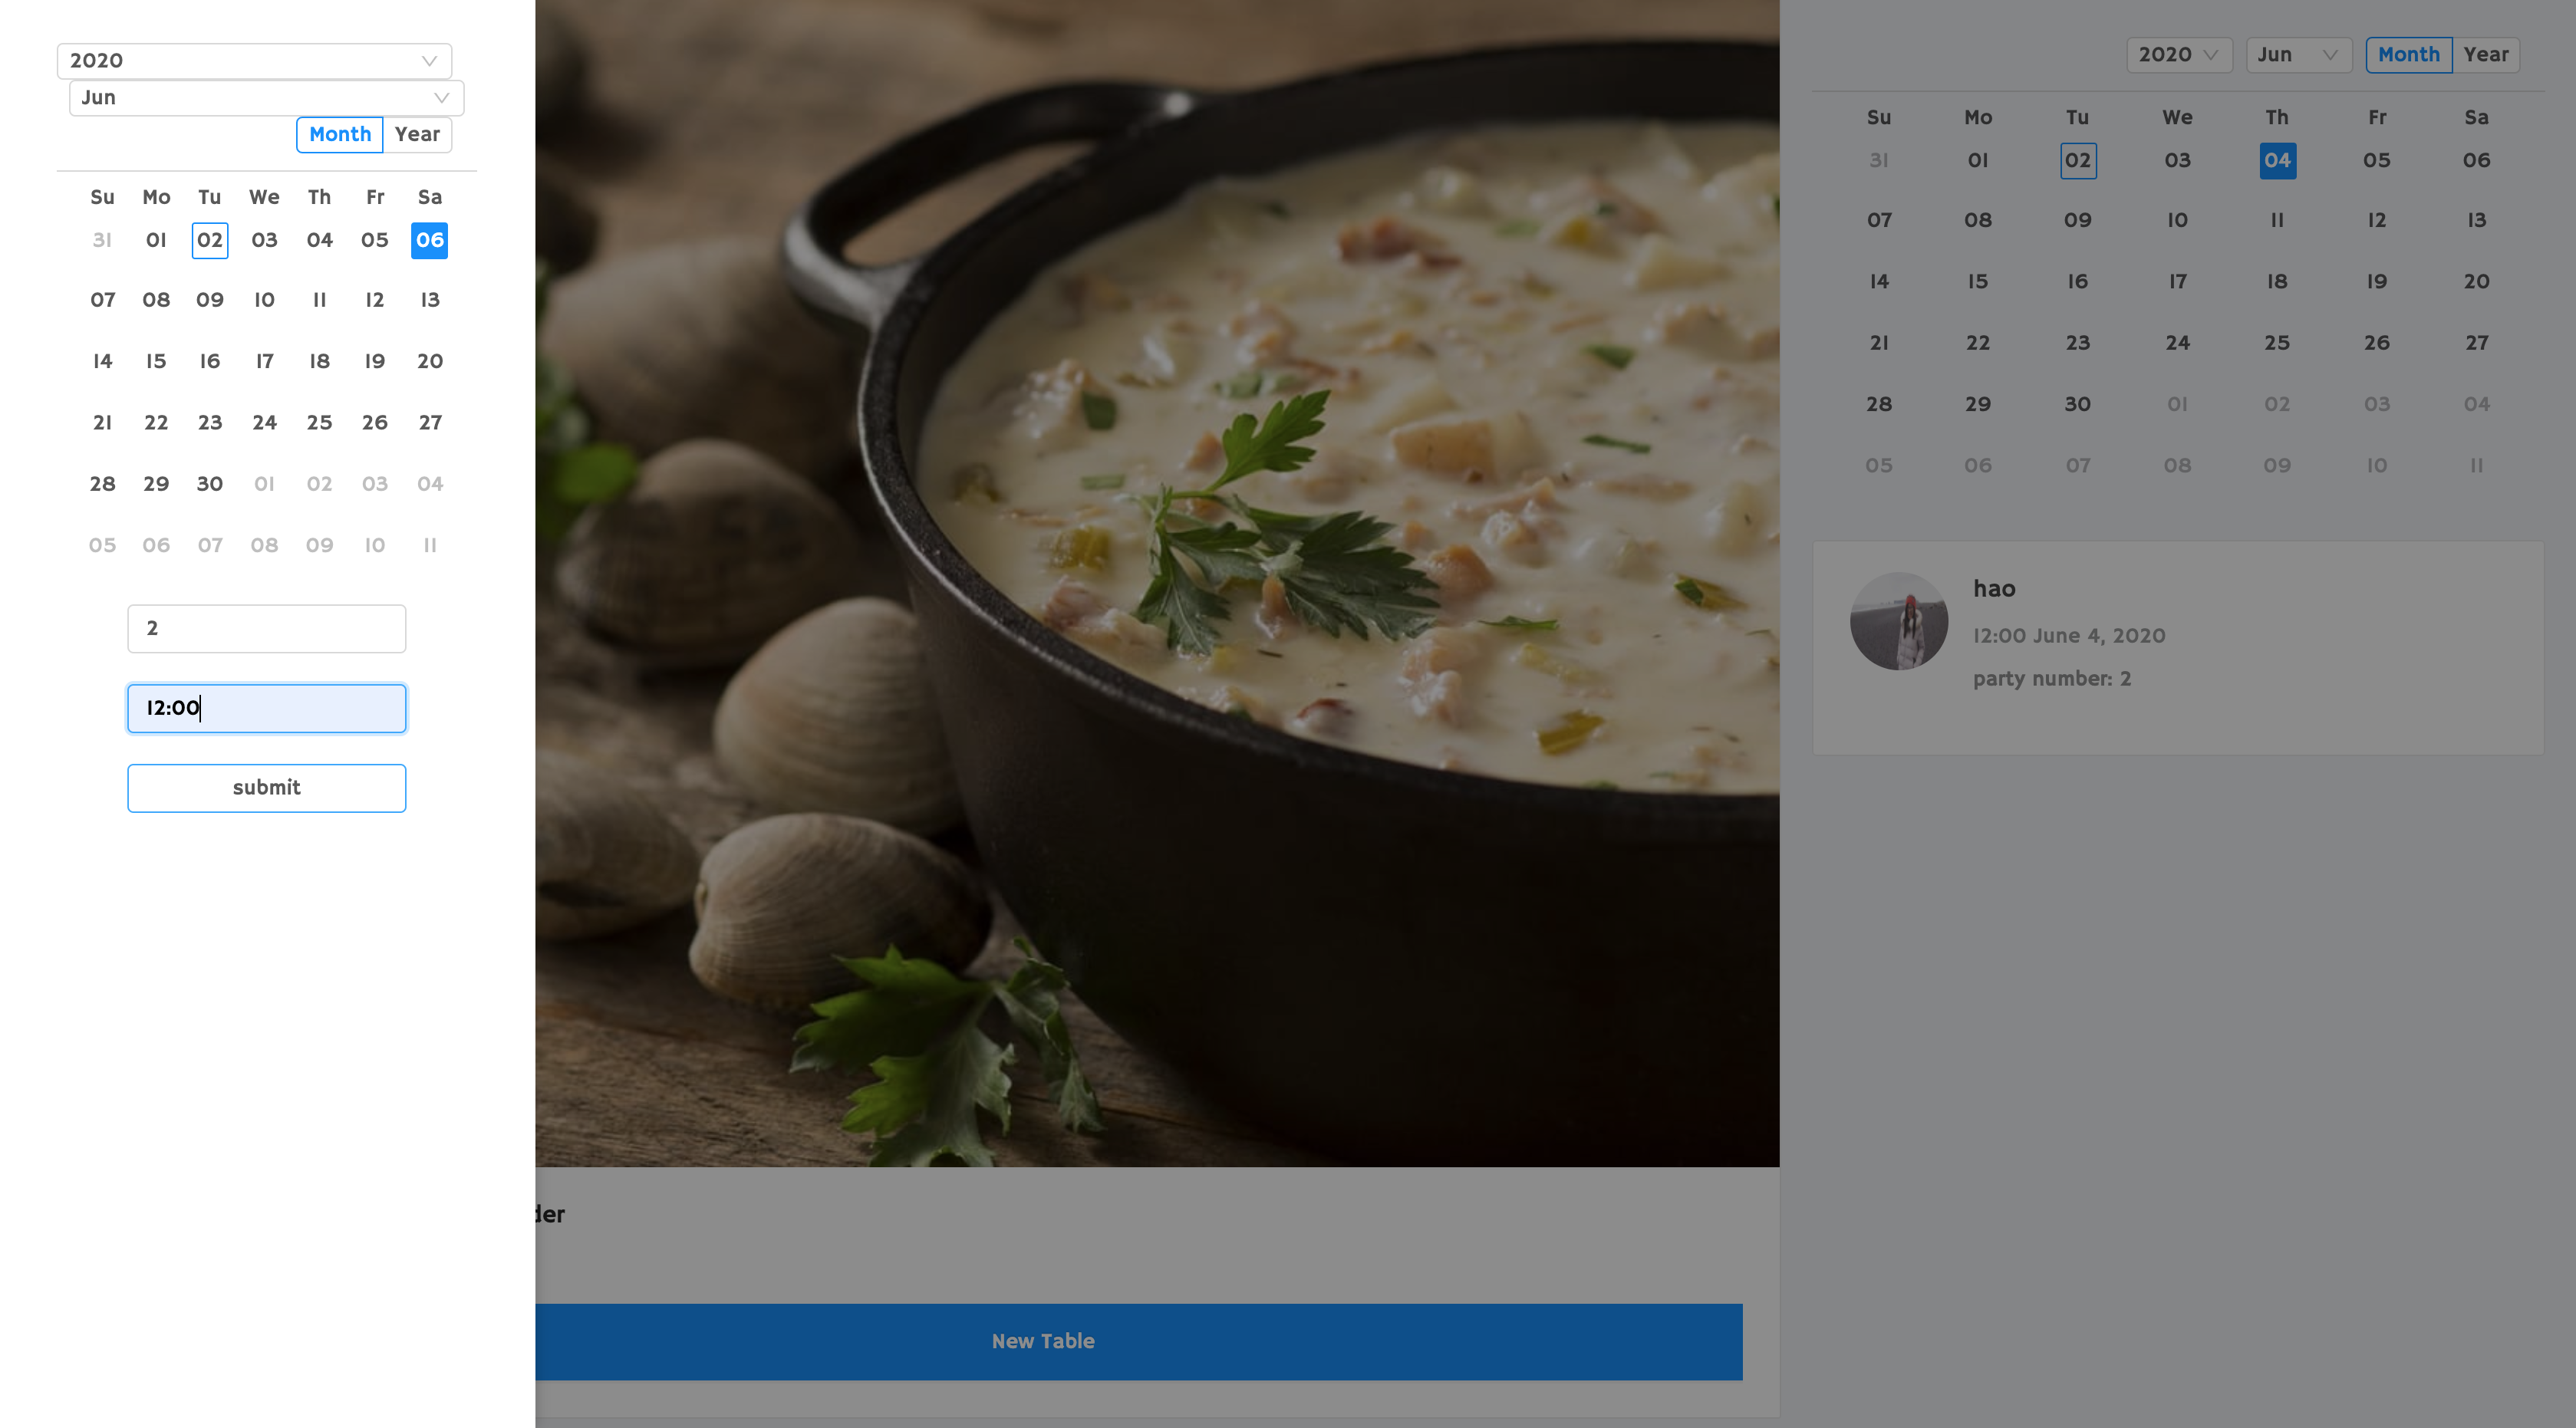 2020
Jun
Month Year
Su Mo Tu We Th Fr Sa
31 01 02 03 04 05 06
07 08 09 10 11 12 13
14 15 16 17 18 19 20
21 22 23 24 25 26 27
28 29 30 01 02 03 04
05 06 07 08 09 10 11
2
12:00
submit
der
New Table
2020 Jun Month Year
Su Mo Tu We Th Fr Sa
31 01 02 03 04 05 06
07 08 09 10 11 12 13
14 15 16 17 18 19 20
21 22 23 24 25 26 27
28 29 30 01 02 03 04
05 06 07 08 09 10 11
hao
12:00 June 4, 2020
party number: 2